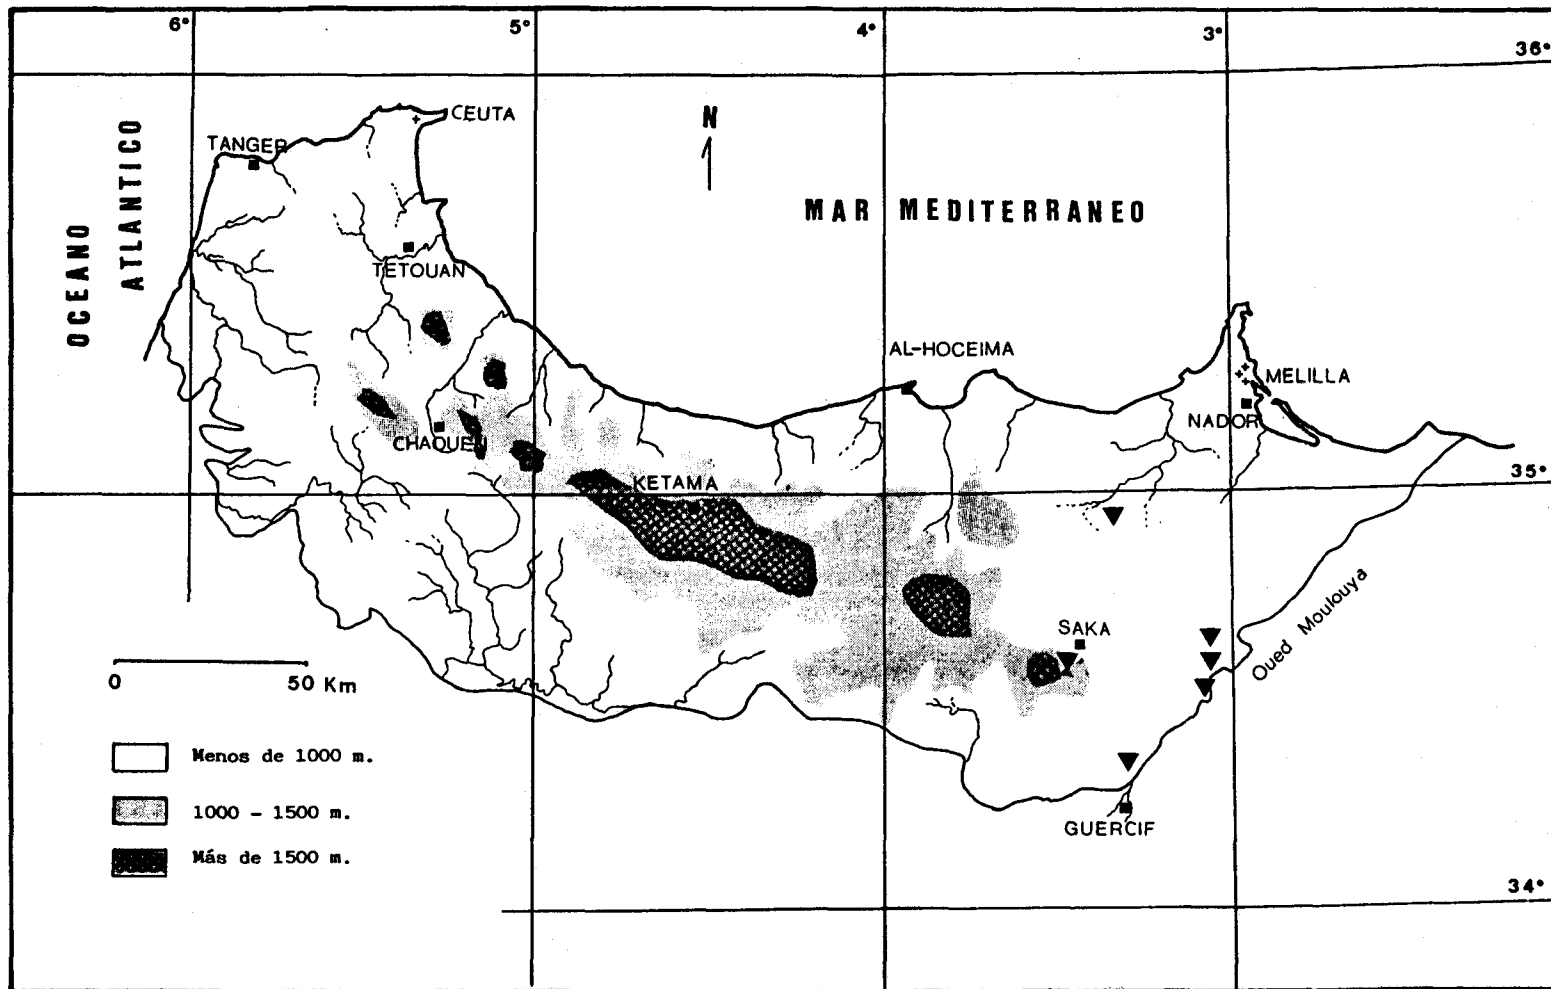 6°
5°
4°
3°
36°
CEUTA
N
TANGER
OCEANO
ATLANTICO
MAR MEDITERRANEO
TETOUAN
AL-HOCEIMA
MELILLA
NADOR
CHAOUEN
KETAMA
35°
SAKA
Oued Moulouya
0 50 Km
Menos de 1000 m.
1000 - 1500 m.
Más de 1500 m.
GUERCIF
34°